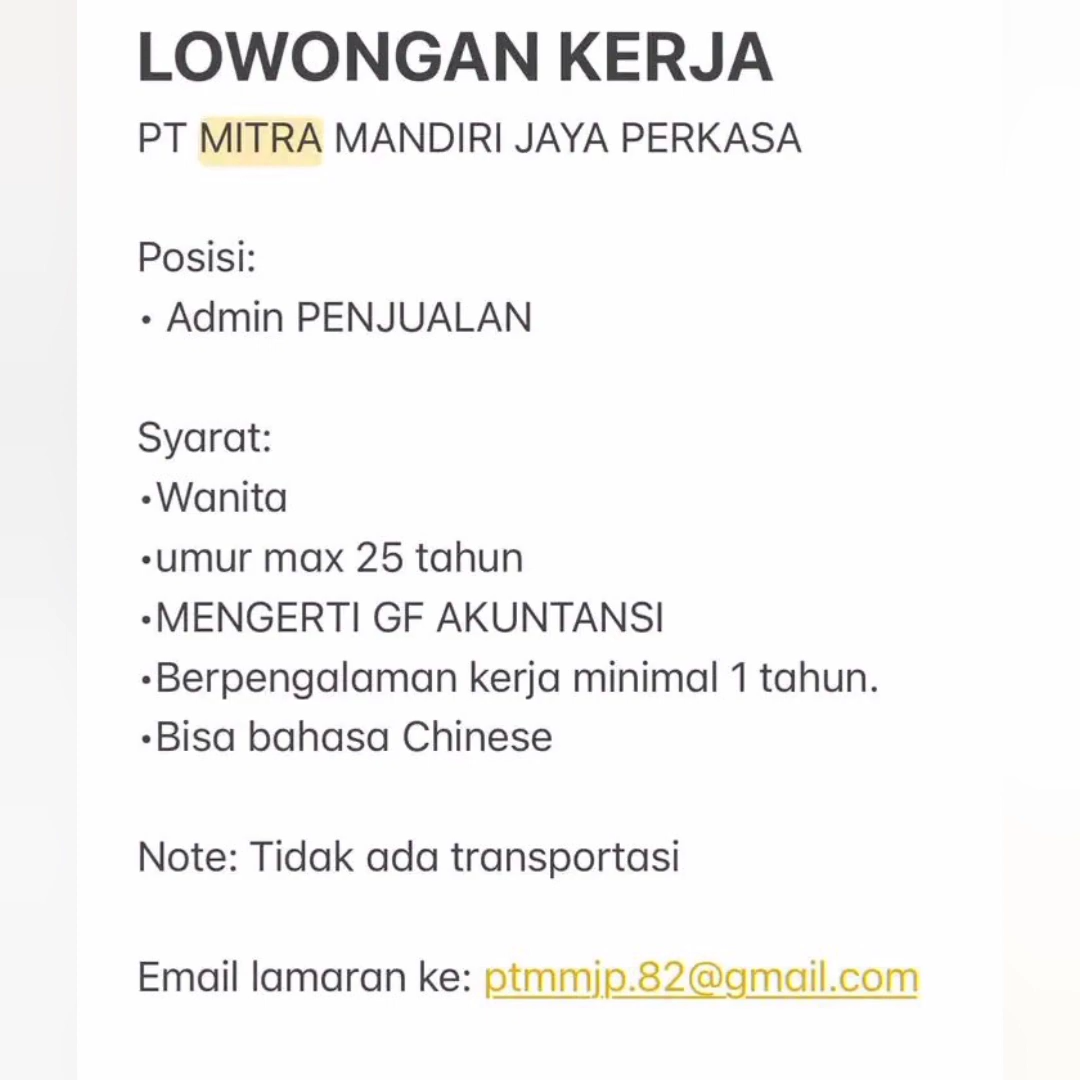 LOWONGAN KERJA
PT MITRA MANDIRI JAYA PERKASA
Posisi:
• Admin PENJUALAN
Syarat:
•Wanita
•umur max 25 tahun
•MENGERTI GF AKUNTANSI
•Berpengalaman kerja minimal 1 tahun.
•Bisa bahasa Chinese
Note: Tidak ada transportasi
Email lamaran ke: ptmmjp.82@gmail.com